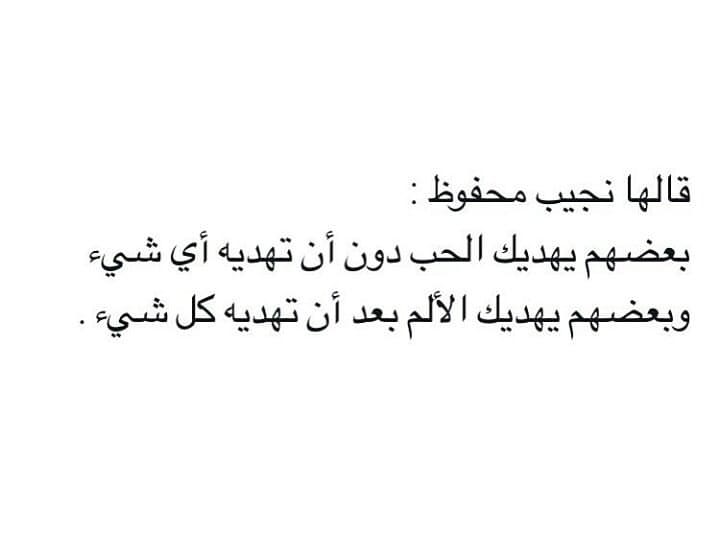 قالها نجيب محفوظ :
بعضهم يهديك الحب دون أن تهديه أي شيء
وبعضهم يهديك الألم بعد أن تهديه كل شيء .